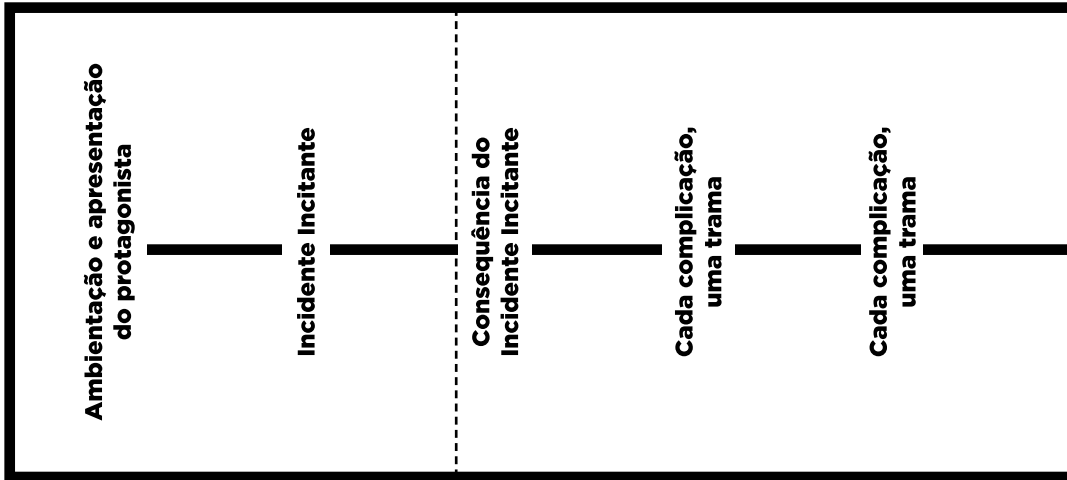 Ambientação e apresentação
do protagonista
Incidente Incitante
Consequência do
Incidente Incitante
Cada complicação,
uma trama
Cada complicação,
uma trama